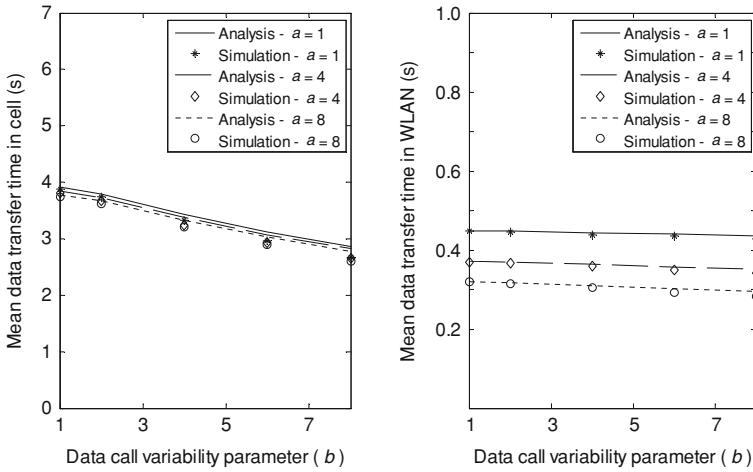 7
6
5
4
3
2
1
0
Mean data transfer time in cell (s)
Analysis - a = 1
Simulation - a = 1
Analysis - a = 4
Simulation - a = 4
Analysis - a = 8
Simulation - a = 8
1 3 5 7
Data call variability parameter ( b )
1.0
0.8
0.6
0.4
0.2
Mean data transfer time in WLAN (s)
Analysis - a = 1
Simulation - a = 1
Analysis - a = 4
Simulation - a = 4
Analysis - a = 8
Simulation - a = 8
1 3 5 7
Data call variability parameter ( b )